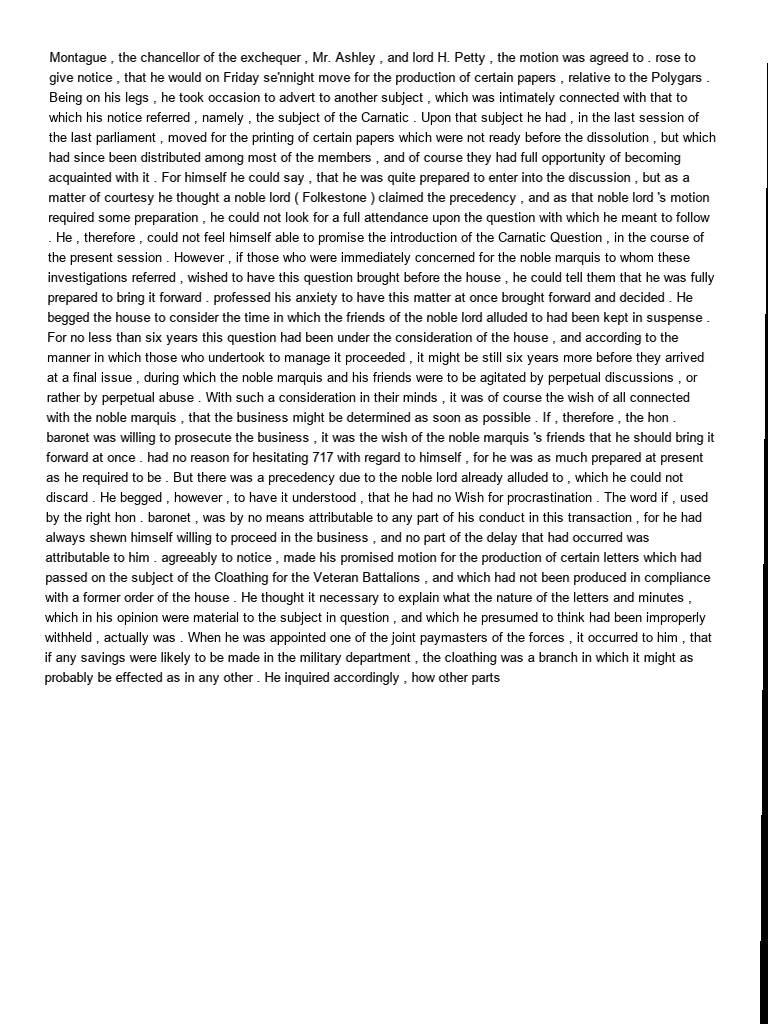 Montague , the chancellor of the exchequer , Mr. Ashley , and lord H. Petty , the motion was agreed to . rose to
give notice , that he would on Friday se'nnight move for the production of certain papers , relative to the Polygars .
Being on his legs , he took occasion to advert to another subject , which was intimately connected with that to
which his notice referred , namely , the subject of the Carnatic . Upon that subject he had , in the last session of
the last parliament , moved for the printing of certain papers which were not ready before the dissolution , but which
had since been distributed among most of the members , and of course they had full opportunity of becoming
acquainted with it . For himself he could say , that he was quite prepared to enter into the discussion , but as a
matter of courtesy he thought a noble lord ( Folkestone ) claimed the precedency , and as that noble lord 's motion
required some preparation , he could not look for a full attendance upon the question with which he meant to follow
. He , therefore , could not feel himself able to promise the introduction of the Carnatic Question , in the course of
the present session . However , if those who were immediately concerned for the noble marquis to whom these
investigations referred , wished to have this question brought before the house , he could tell them that he was fully
prepared to bring it forward . professed his anxiety to have this matter at once brought forward and decided . He
begged the house to consider the time in which the friends of the noble lord alluded to had been kept in suspense .
For no less than six years this question had been under the consideration of the house , and according to the
manner in which those who undertook to manage it proceeded , it might be still six years more before they arrived
at a final issue , during which the noble marquis and his friends were to be agitated by perpetual discussions , or
rather by perpetual abuse . With such a consideration in their minds , it was of course the wish of all connected
with the noble marquis , that the business might be determined as soon as possible . If , therefore , the hon .
baronet was willing to prosecute the business , it was the wish of the noble marquis 's friends that he should bring it
forward at once . had no reason for hesitating 717 with regard to himself , for he was as much prepared at present
as he required to be . But there was a precedency due to the noble lord already alluded to , which he could not
discard . He begged , however , to have it understood , that he had no Wish for procrastination . The word if , used
by the right hon . baronet , was by no means attributable to any part of his conduct in this transaction , for he had
always shewn himself willing to proceed in the business , and no part of the delay that had occurred was
attributable to him . agreeably to notice , made his promised motion for the production of certain letters which had
passed on the subject of the Cloathing for the Veteran Battalions , and which had not been produced in compliance
with a former order of the house . He thought it necessary to explain what the nature of the letters and minutes ,
which in his opinion were material to the subject in question , and which he presumed to think had been improperly
withheld , actually was . When he was appointed one of the joint paymasters of the forces , it occurred to him , that
if any savings were likely to be made in the military department , the cloathing was a branch in which it might as
probably be effected as in any other . He inquired accordingly , how other parts